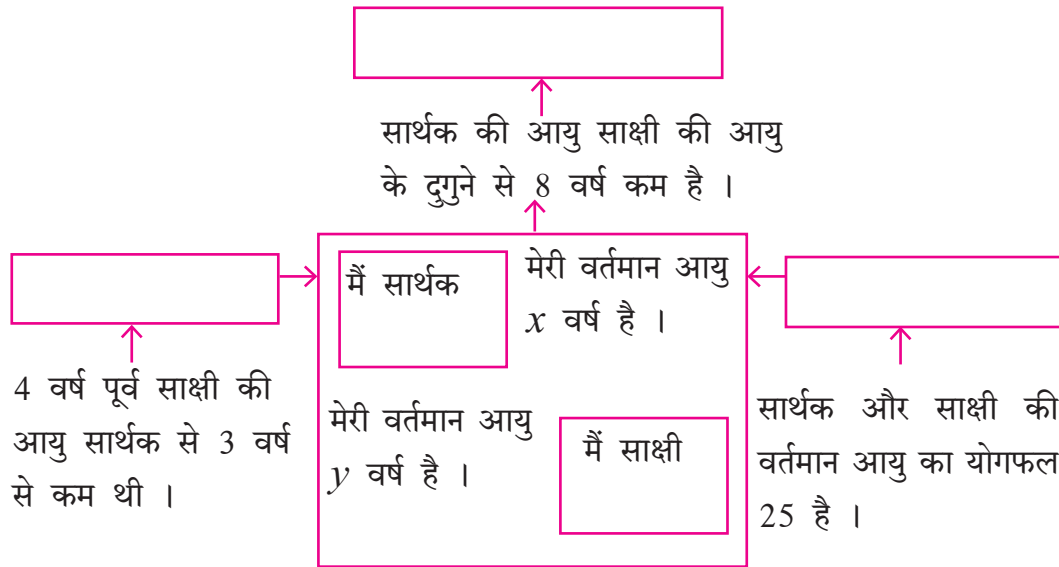 सार्थक की आयु साक्षी की आयु
के दुगुने से 8 वर्ष कम है ।
मैं सार्थक
मेरी वर्तमान आयु
x वर्ष है ।
4 वर्ष पूर्व साक्षी की
आयु सार्थक से 3 वर्ष
से कम थी ।
मेरी वर्तमान आयु
y वर्ष है ।
मैं साक्षी
सार्थक और साक्षी की
वर्तमान आयु का योगफल
25 है ।